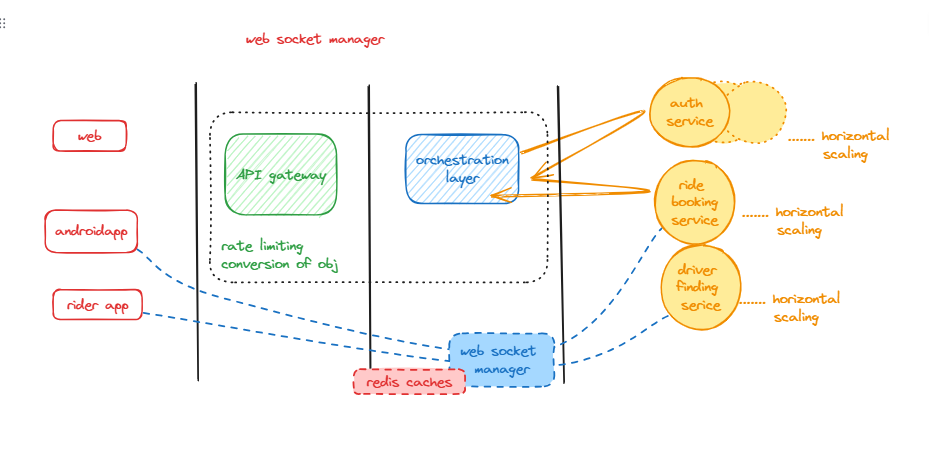 web socket manager
web
androidapp
rider app
API gateway
rate limiting
conversion of obj
orchestration
layer
web socket
manager
redis caches
auth
service
horizontal
scaling
ride
booking
service
horizontal
scaling
driver
finding
serice
horizontal
scaling